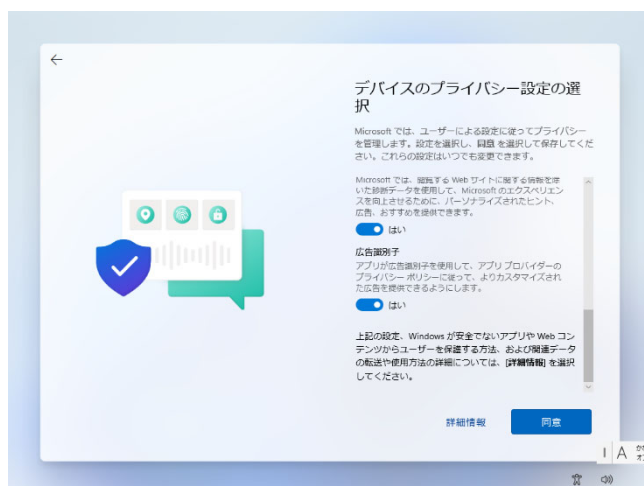 デバイスのプライバシー設定の選
択
Microsoft では、ユーザーによる設定に従ってプライバシー
を管理します。設定を選択し、同意 を選択して保存してくだ
さい。これらの設定はいつでも変更できます。
Microsoft では、閲覧する Web サイトに関する情報を除
いた診断データを使用して、Microsoft のエクスペリエン
スを向上させるために、パーソナライズされたヒント、
広告、おすすめを提供できます。
はい
広告識別子
アプリが広告識別子を使用して、アプリ プロバイダーの
プライバシー ポリシーに従って、よりカスタマイズされ
た広告を提供できるようにします。
はい
上記の設定、Windows が安全でないアプリや Web コン
テンツからユーザーを保護する方法、および関連データ
の転送や使用方法の詳細については、[詳細情報] を選択
してください。
詳細情報 同意
A